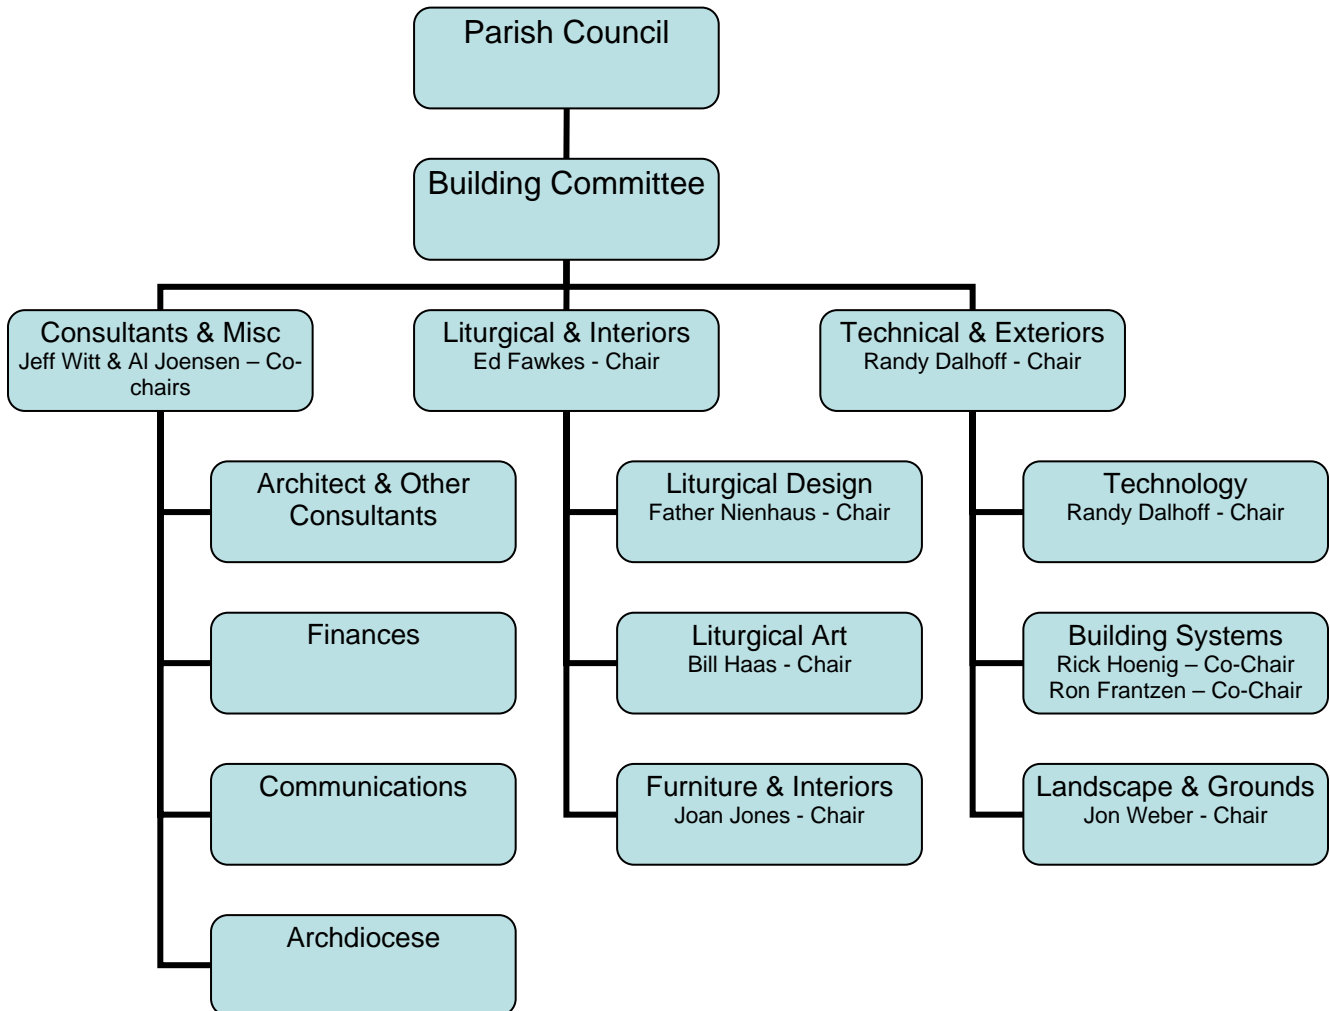 Parish Council
Building Committee
Consultants & Misc
Jeff Witt & Al Joensen – Co-
chairs
Liturgical & Interiors
Ed Fawkes - Chair
Technical & Exteriors
Randy Dalhoff - Chair
Architect & Other
Consultants
Liturgical Design
Father Nienhaus - Chair
Technology
Randy Dalhoff - Chair
Finances
Liturgical Art
Bill Haas - Chair
Building Systems
Rick Hoenig – Co-Chair
Ron Frantzen – Co-Chair
Communications
Furniture & Interiors
Joan Jones - Chair
Landscape & Grounds
Jon Weber - Chair
Archdiocese